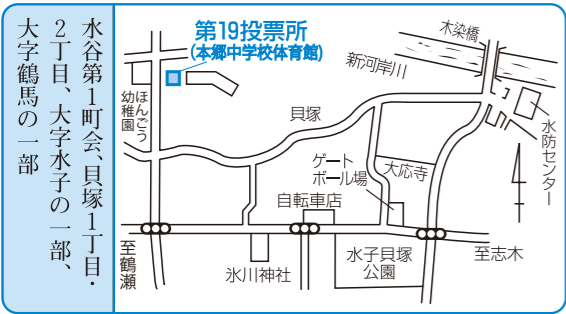 水谷第1町会、貝塚1丁目・
2丁目、大字水子の一部、
大字鶴馬の一部
第19投票所
(本郷中学校体育館)
木染橋
新河岸川
ほんごう
幼稚園
貝塚
水防センター
ゲート
ボール場
大応寺
自転車店
至鶴瀬
氷川神社
水子貝塚
公園
至志木